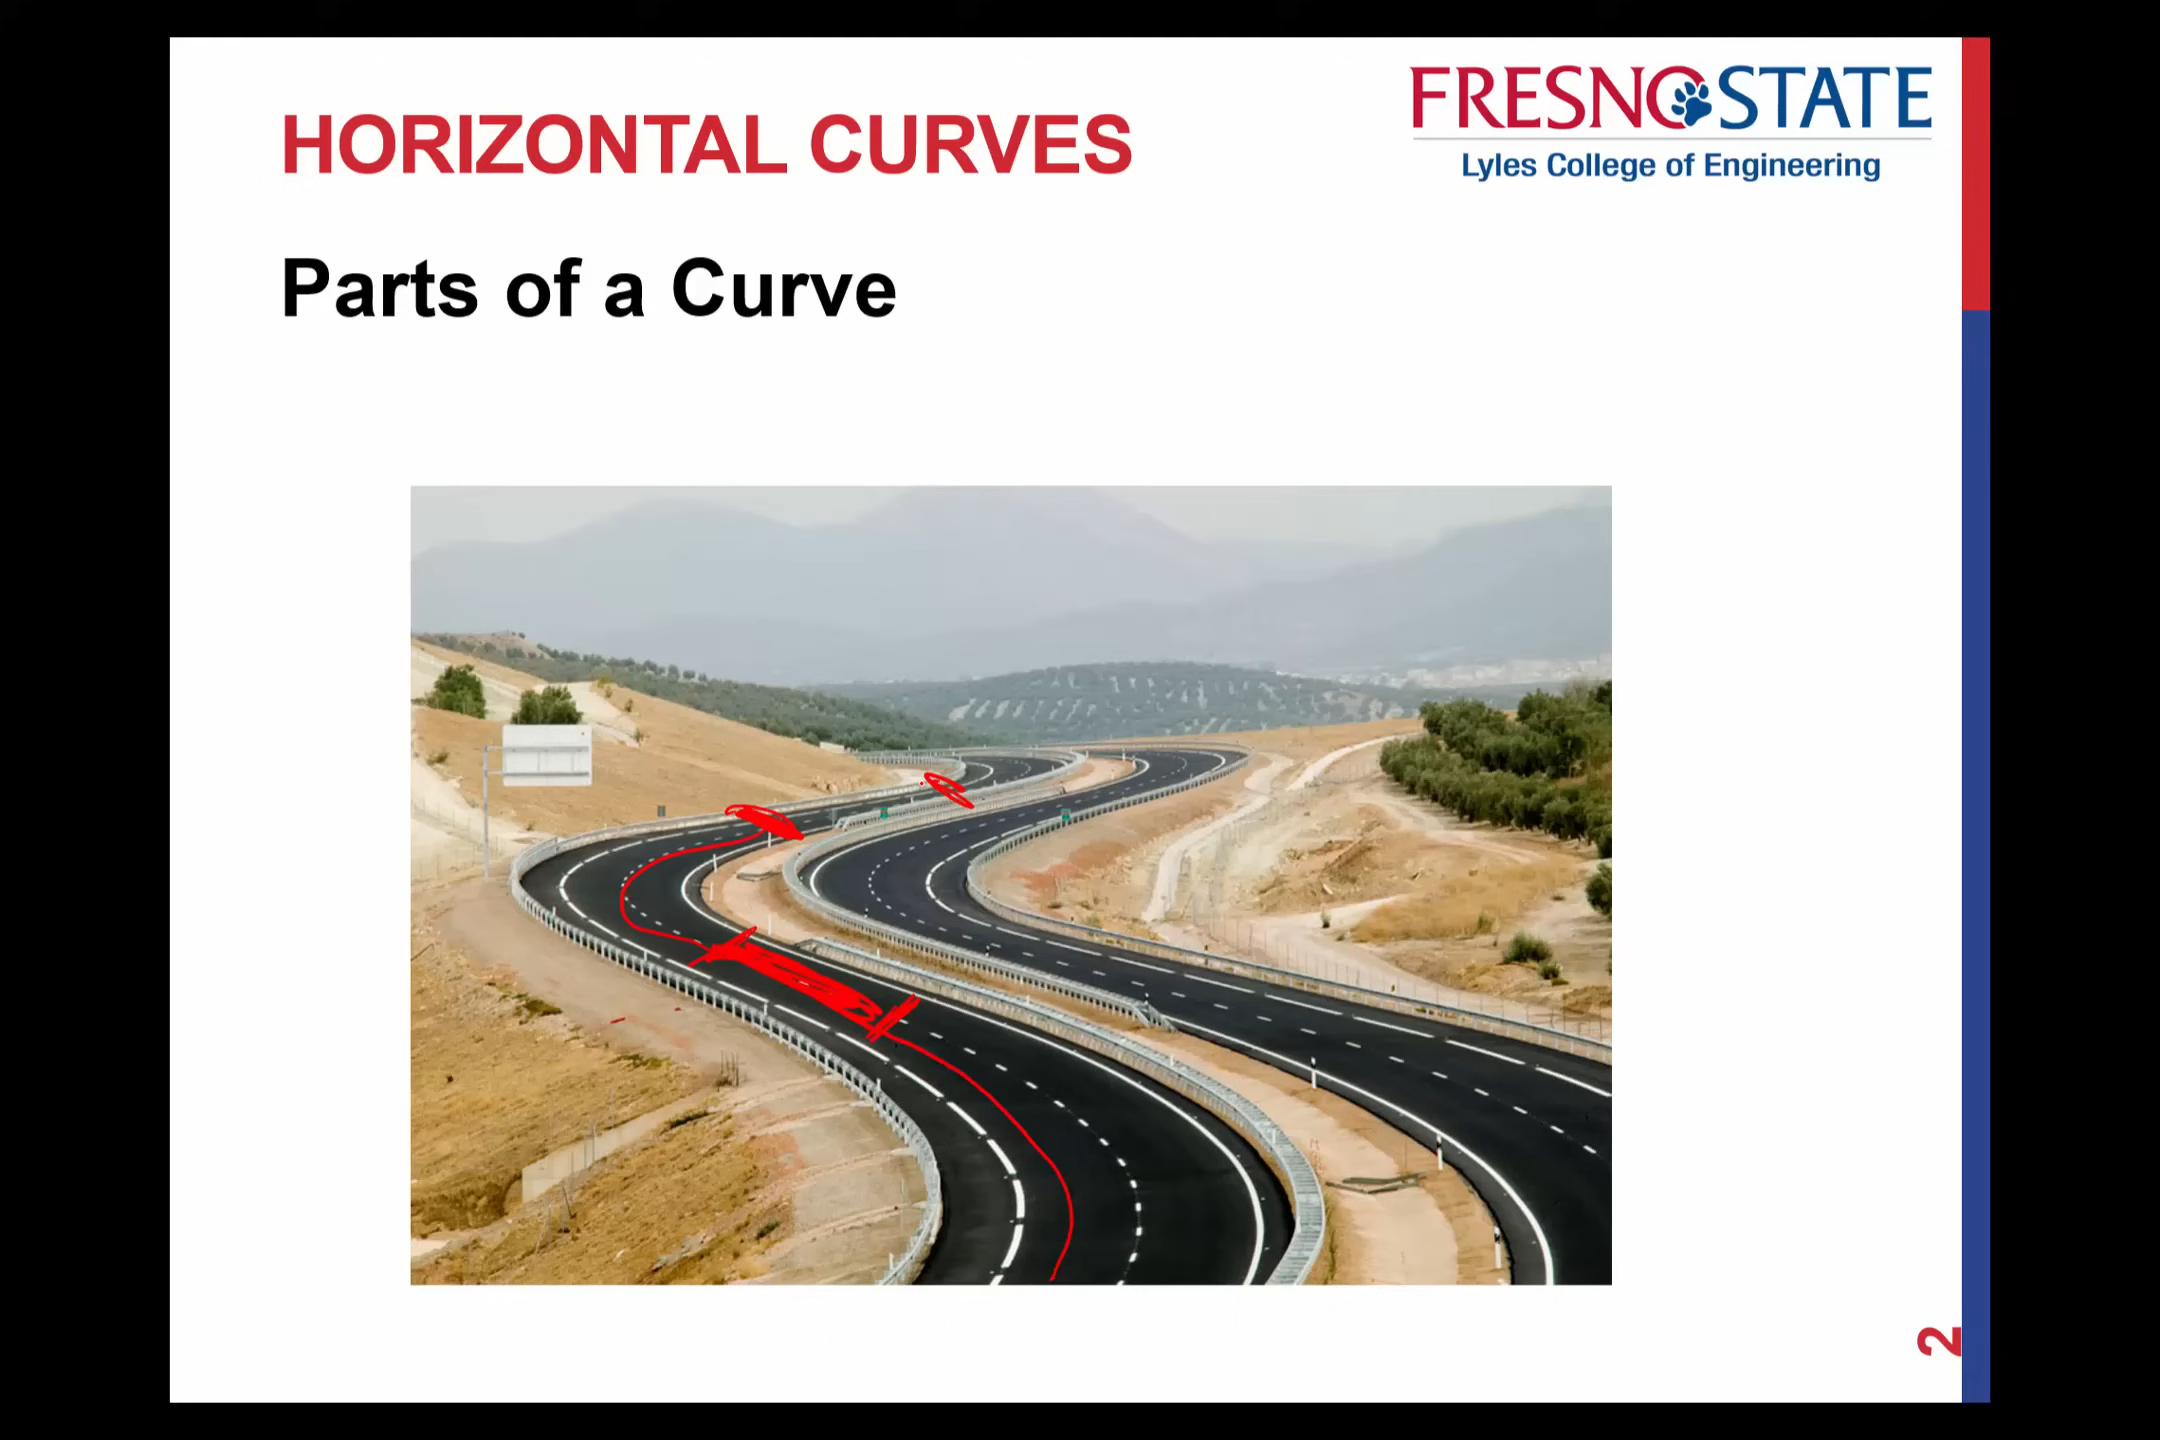 HORIZONTAL CURVES
FRESNO STATE
Lyles College of Engineering
Parts of a Curve
2